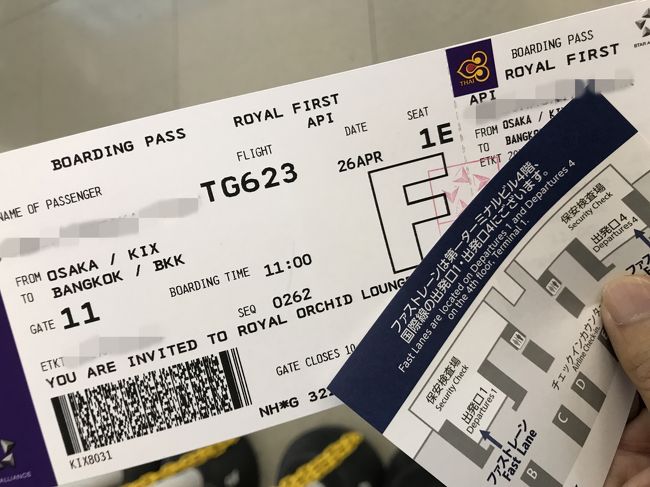 BOARDING PASS
ROYAL FIRST
API
NAME OF PASSENGER
FLIGHT
DATE
SEAT
TG623
26APR
1E
F
FROM OSAKA / KIX
TO BANGKOK / BKK
BOARDING TIME 11:00
GATE 11
SEQ 0262
ETKT
YOU ARE INVITED TO ROYAL ORCHID LOUNG
GATE CLOSES 10
KIX8031
NH*G
ALLIANCE
THAI
BOARDING PASS
ROYAL FIRST
STAR
API
FROM OSAKA / KIX
TO BANGKOK
ETKT
ファストレーンは第一ターミナルビル4階、
国際線の出発口1・出発口4にございます。
Fast Lanes are located on Departures 1 and Departures 4
on the 4th floor, Terminal 1.
保安検査場
Security Check
出発口4
Departures 4
ファスト
Fast
保安検査場
Security Check
出発口1
Departures 1
ファストレーン
Fast Lane
チェックインカウンター
Airline Check-in
B
C
D